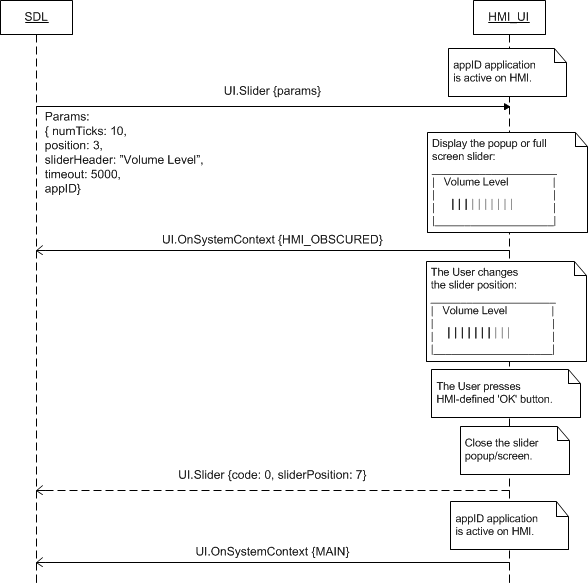 SDL
HMI_UI
appID application
is active on HMI.
UI.Slider {params}
Params:
{ numTicks: 10,
position: 3,
sliderHeader: ”Volume Level”,
timeout: 5000,
appID}
Display the popup or full
screen slider:
Volume Level
UI.OnSystemContext {HMI_OBSCURED}
The User changes
the slider position:
Volume Level
The User presses
HMI-defined 'OK' button.
Close the slider
popup/screen.
UI.Slider {code: 0, sliderPosition: 7}
appID application
is active on HMI.
UI.OnSystemContext {MAIN}